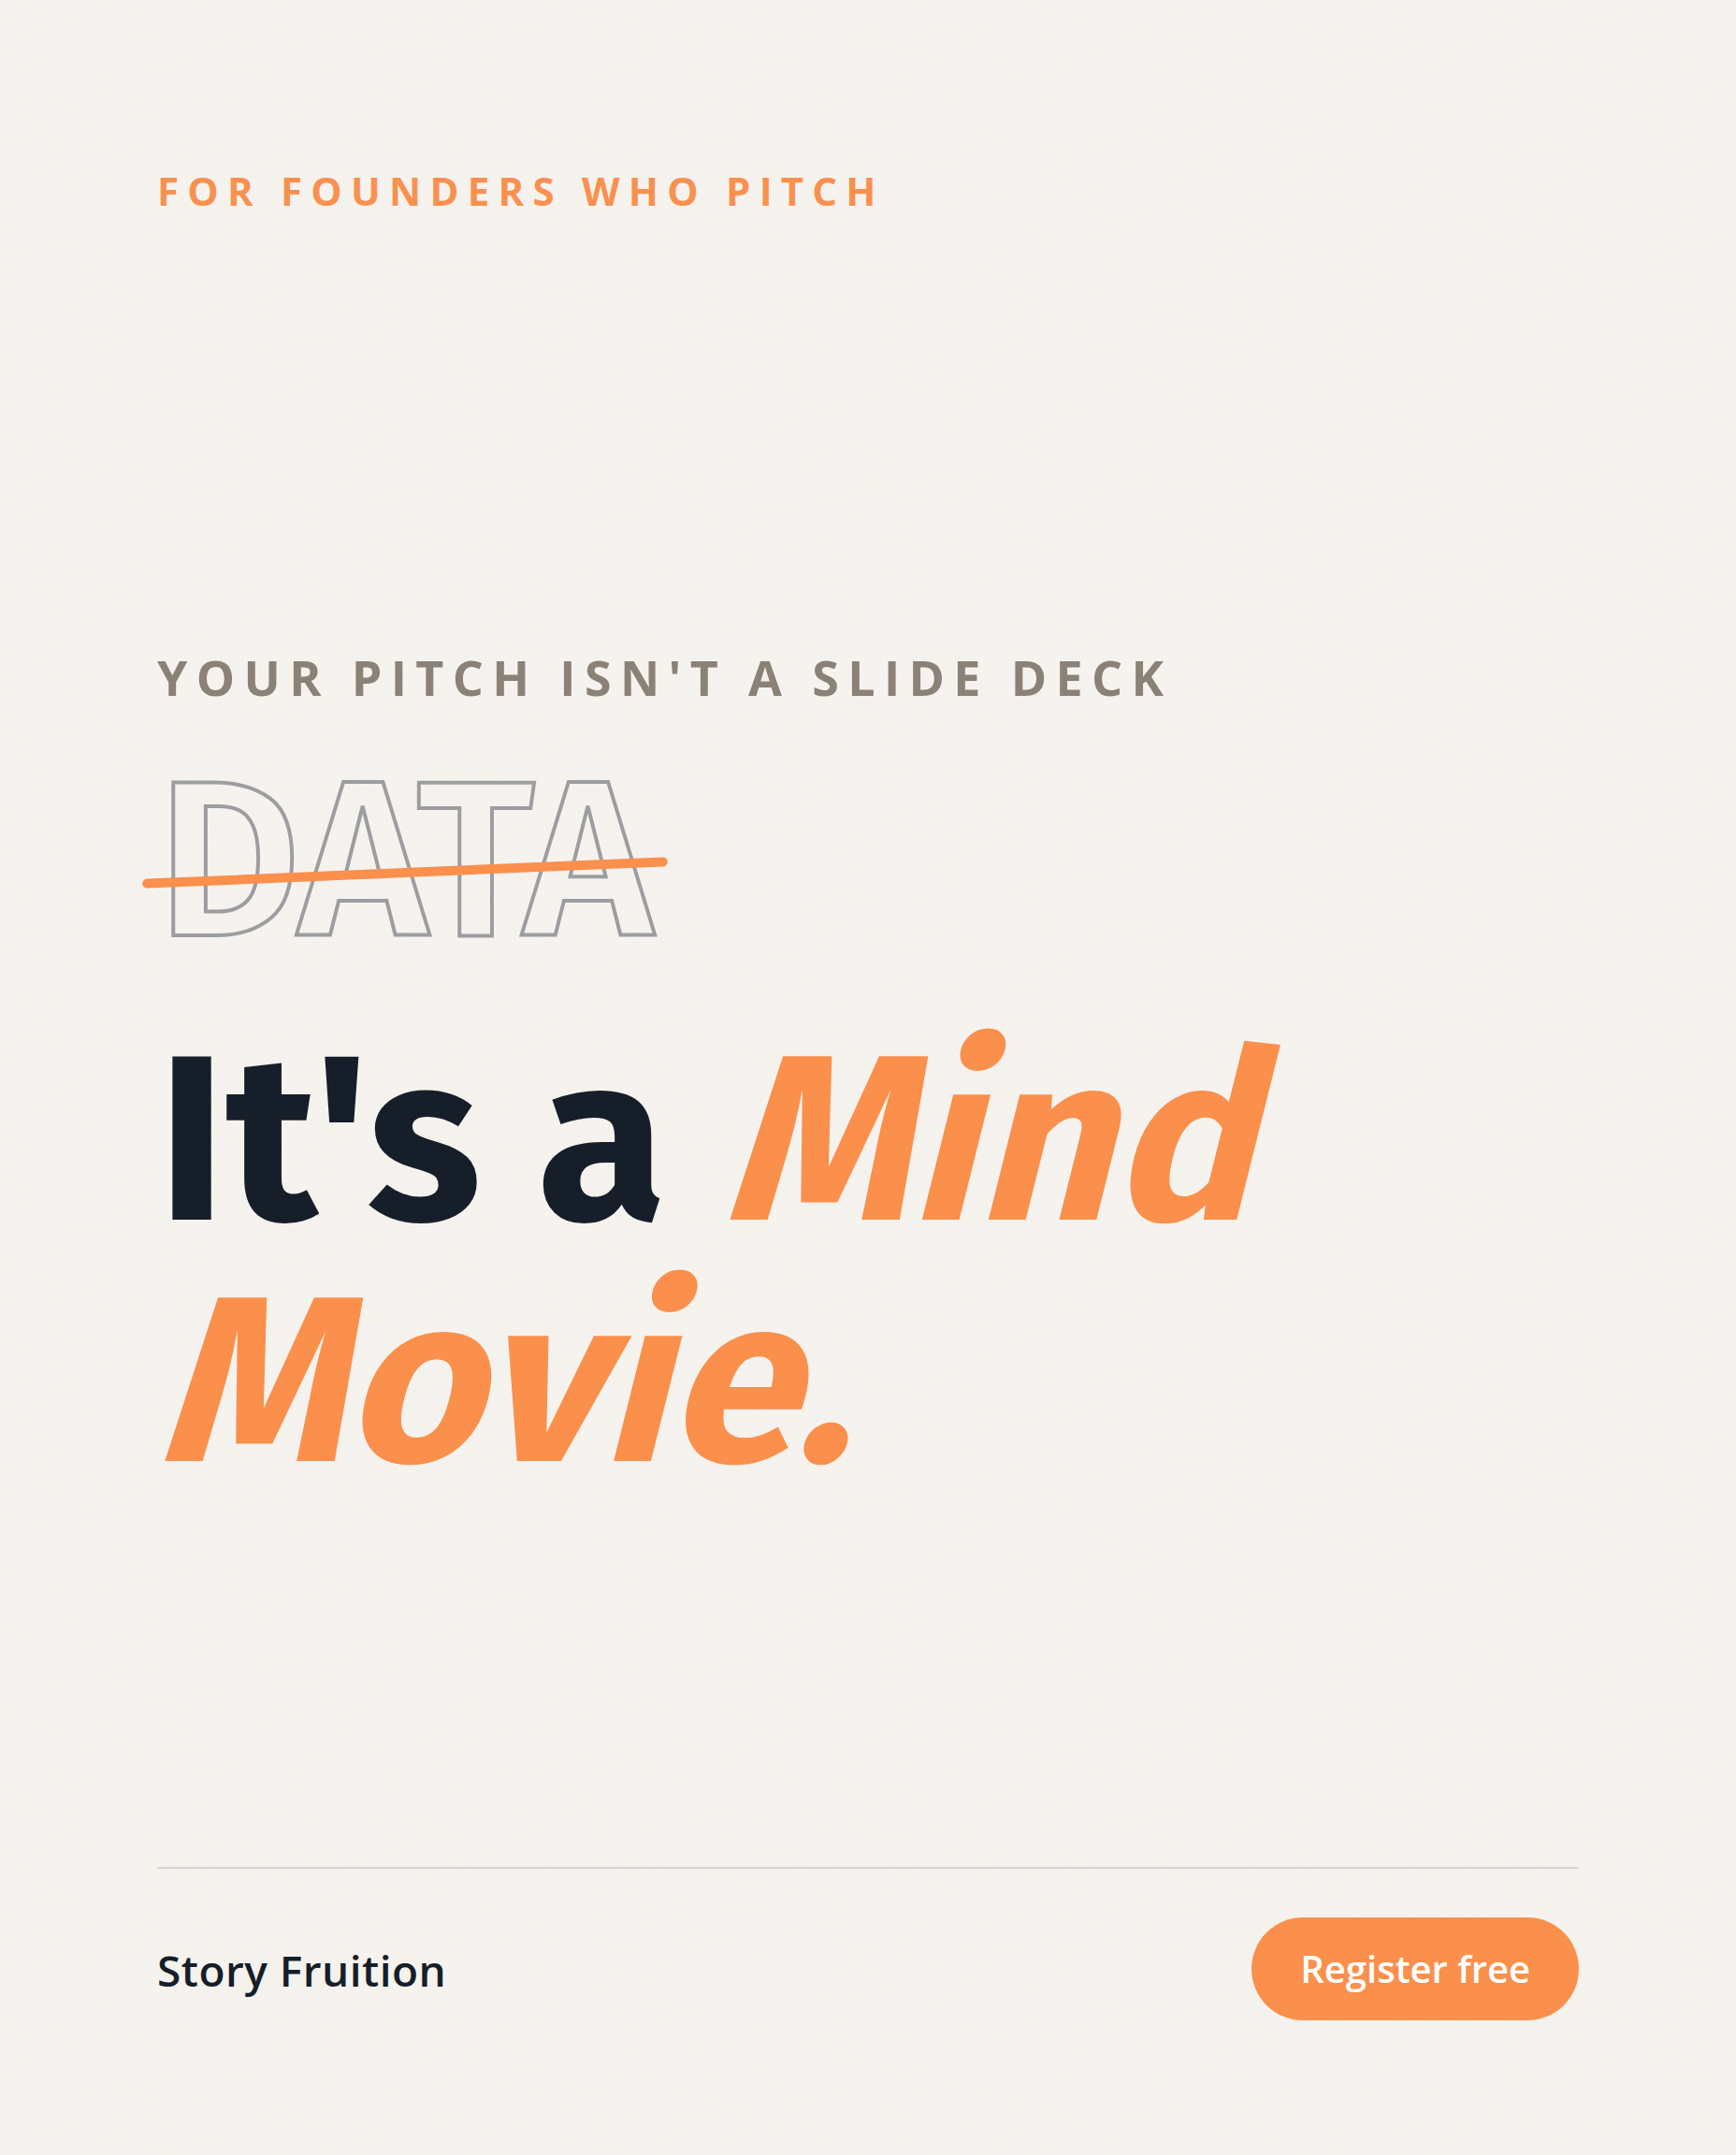 FOR FOUNDERS WHO PITCH
YOUR PITCH ISN'T A SLIDE DECK
DATA
It's a Mind
Movie.
Story Fruition
Register free